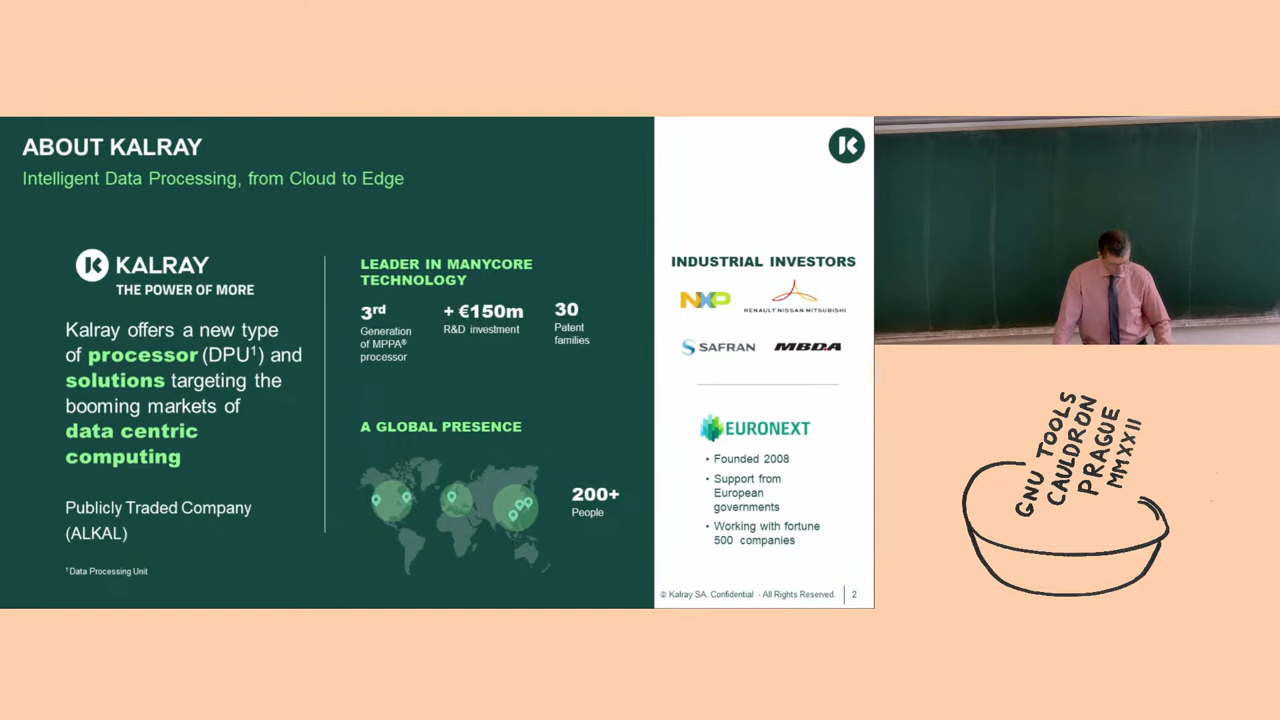 ABOUT KALRAY
Intelligent Data Processing, from Cloud to Edge
KALRAY
THE POWER OF MORE
Kalray offers a new type
of processor (DPU¹) and
solutions targeting the
booming markets of
data centric
computing
Publicly Traded Company
(ALKAL)
¹Data Processing Unit
LEADER IN MANYCORE
TECHNOLOGY
3rd
Generation
of MPPA®
processor
+ €150m
R&D investment
30
Patent
families
A GLOBAL PRESENCE
200+
People
INDUSTRIAL INVESTORS
NXP
RENAULT NISSAN MITSUBISHI
SAFRAN
MBDA
EURONEXT
• Founded 2008
• Support from
European
governments
• Working with fortune
500 companies
© Kalray SA. Confidential - All Rights Reserved.
2
GNU TOOLS
CAULDRON
PRAGUE
MMXXII